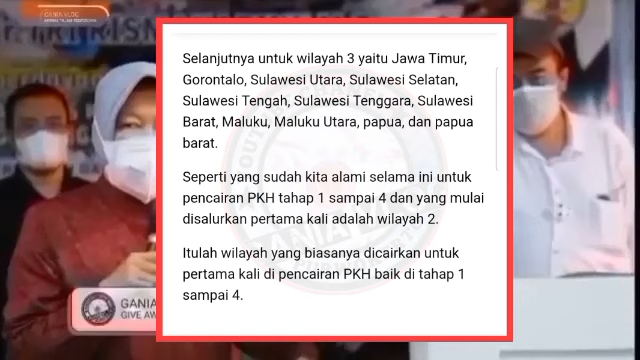 GANIA VLOG
Selanjutnya untuk wilayah 3 yaitu Jawa Timur,
Gorontalo, Sulawesi Utara, Sulawesi Selatan,
Sulawesi Tengah, Sulawesi Tenggara, Sulawesi
Barat, Maluku, Maluku Utara, papua, dan papua
barat.
Seperti yang sudah kita alami selama ini untuk
pencairan PKH tahap 1 sampai 4 dan yang mulai
disalurkan pertama kali adalah wilayah 2.
Itulah wilayah yang biasanya dicairkan untuk
pertama kali di pencairan PKH baik di tahap 1
sampai 4.
GANIA
GIVE AW